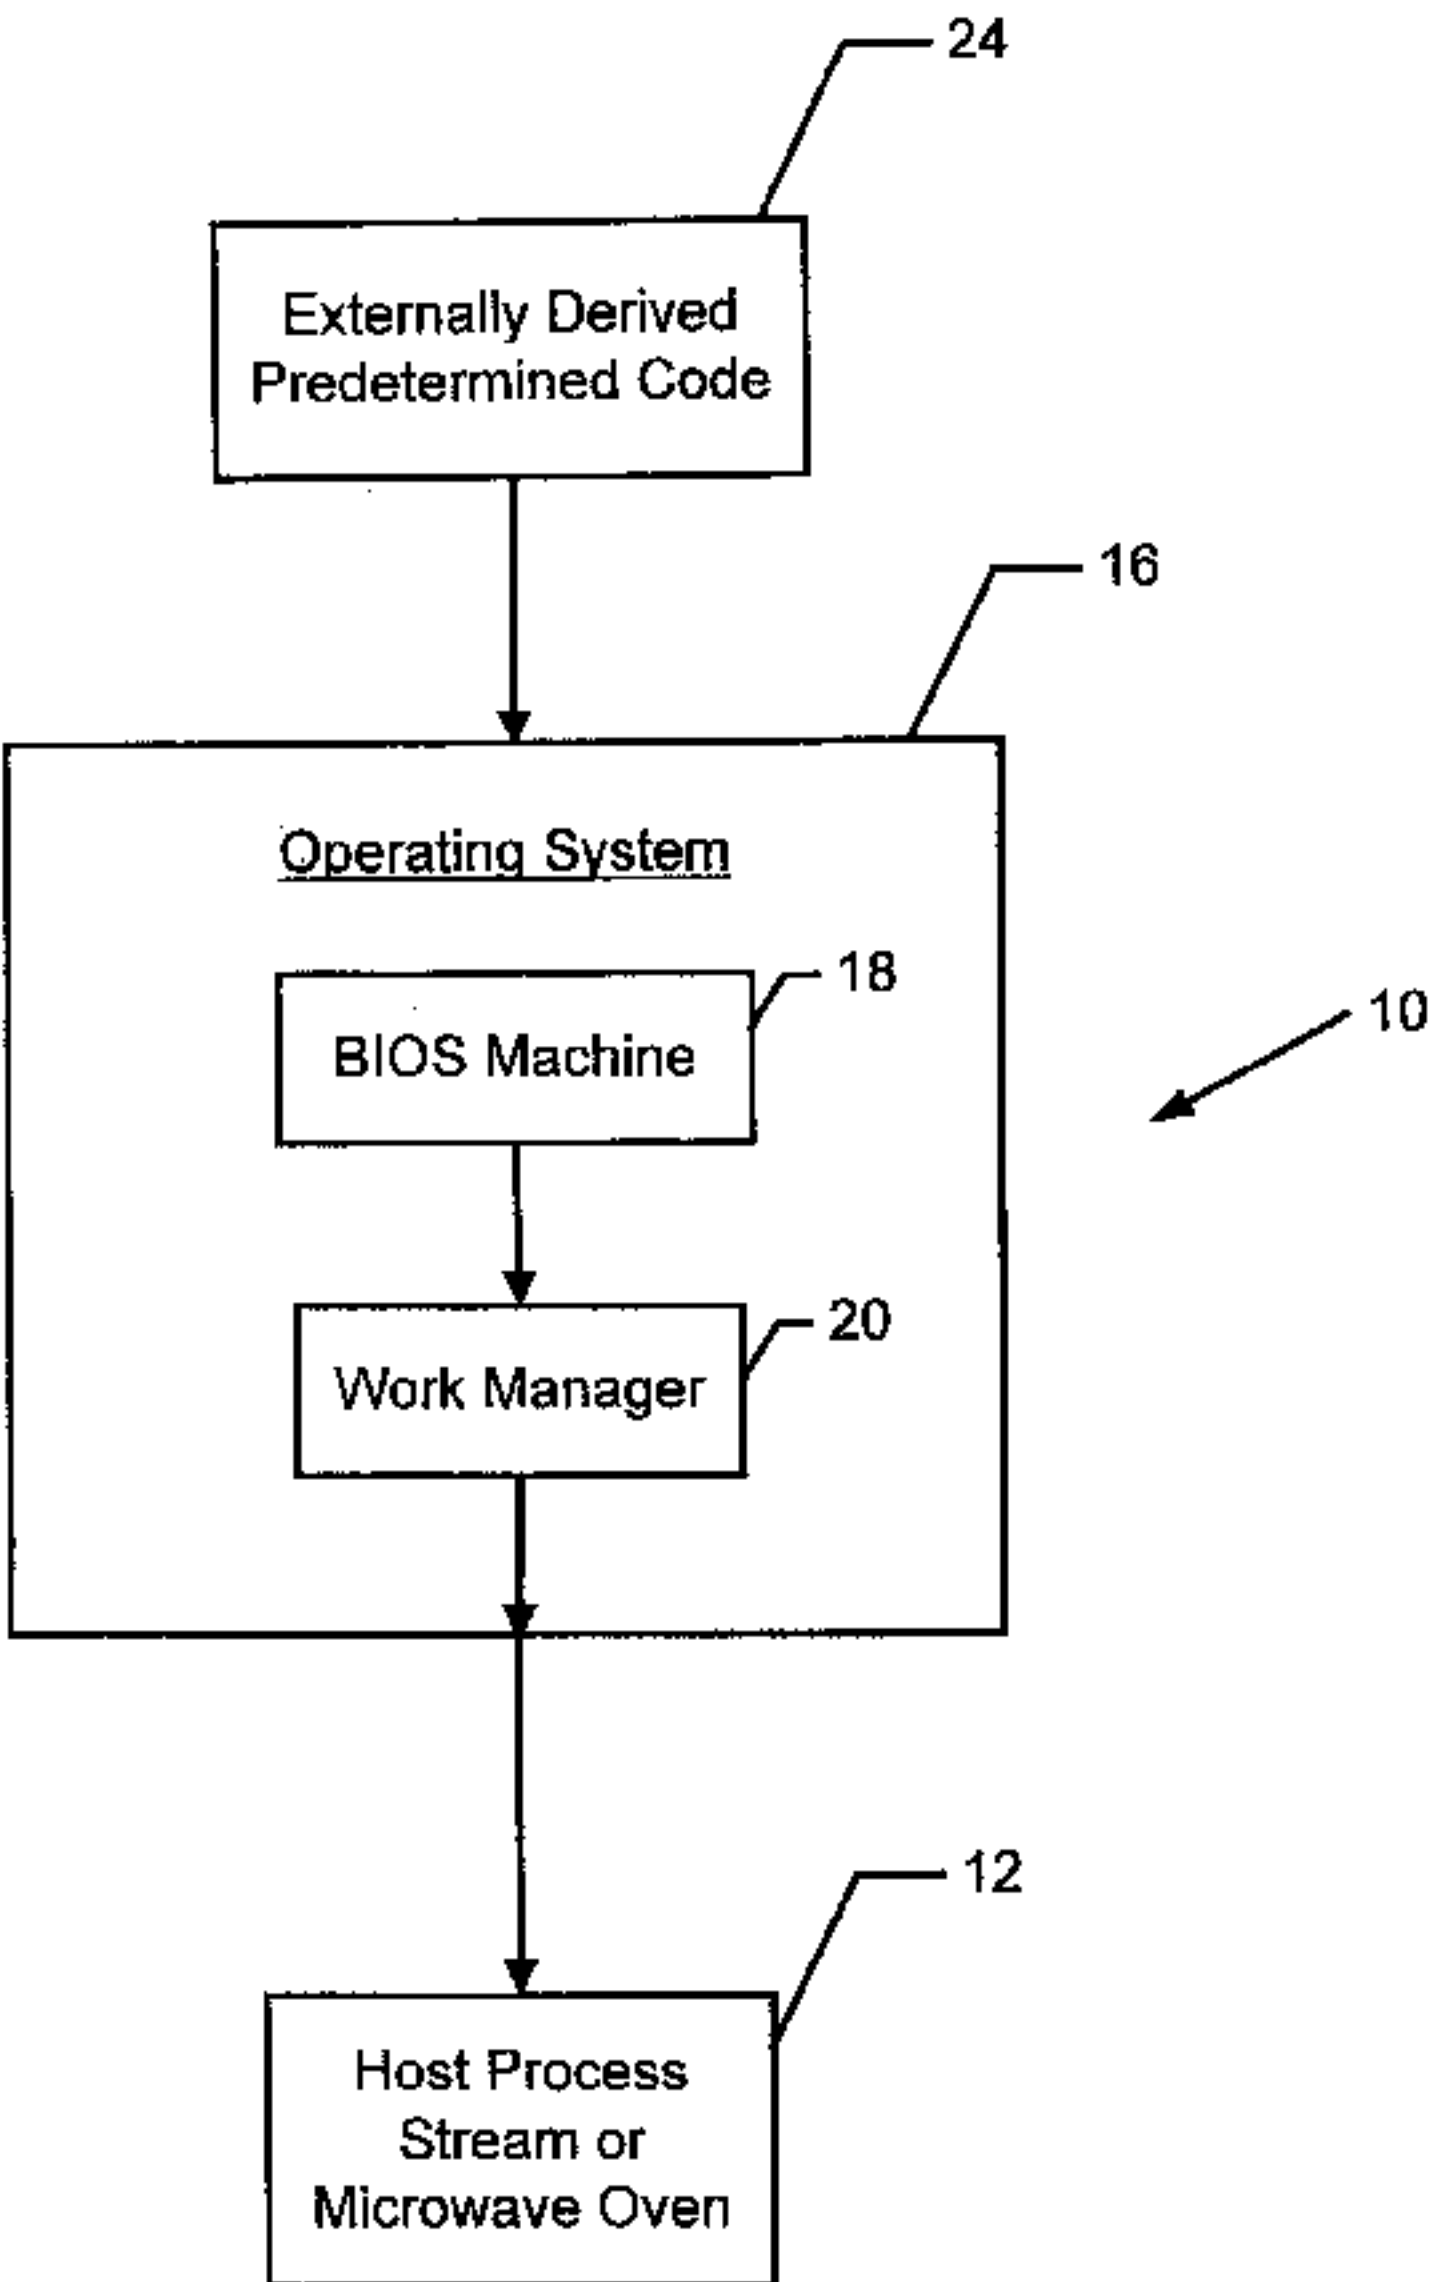 24
Externally Derived
Predetermined Code
16
Operating System
18
BIOS Machine
10
20
Work Manager
12
Host Process
Stream or
Microwave Oven